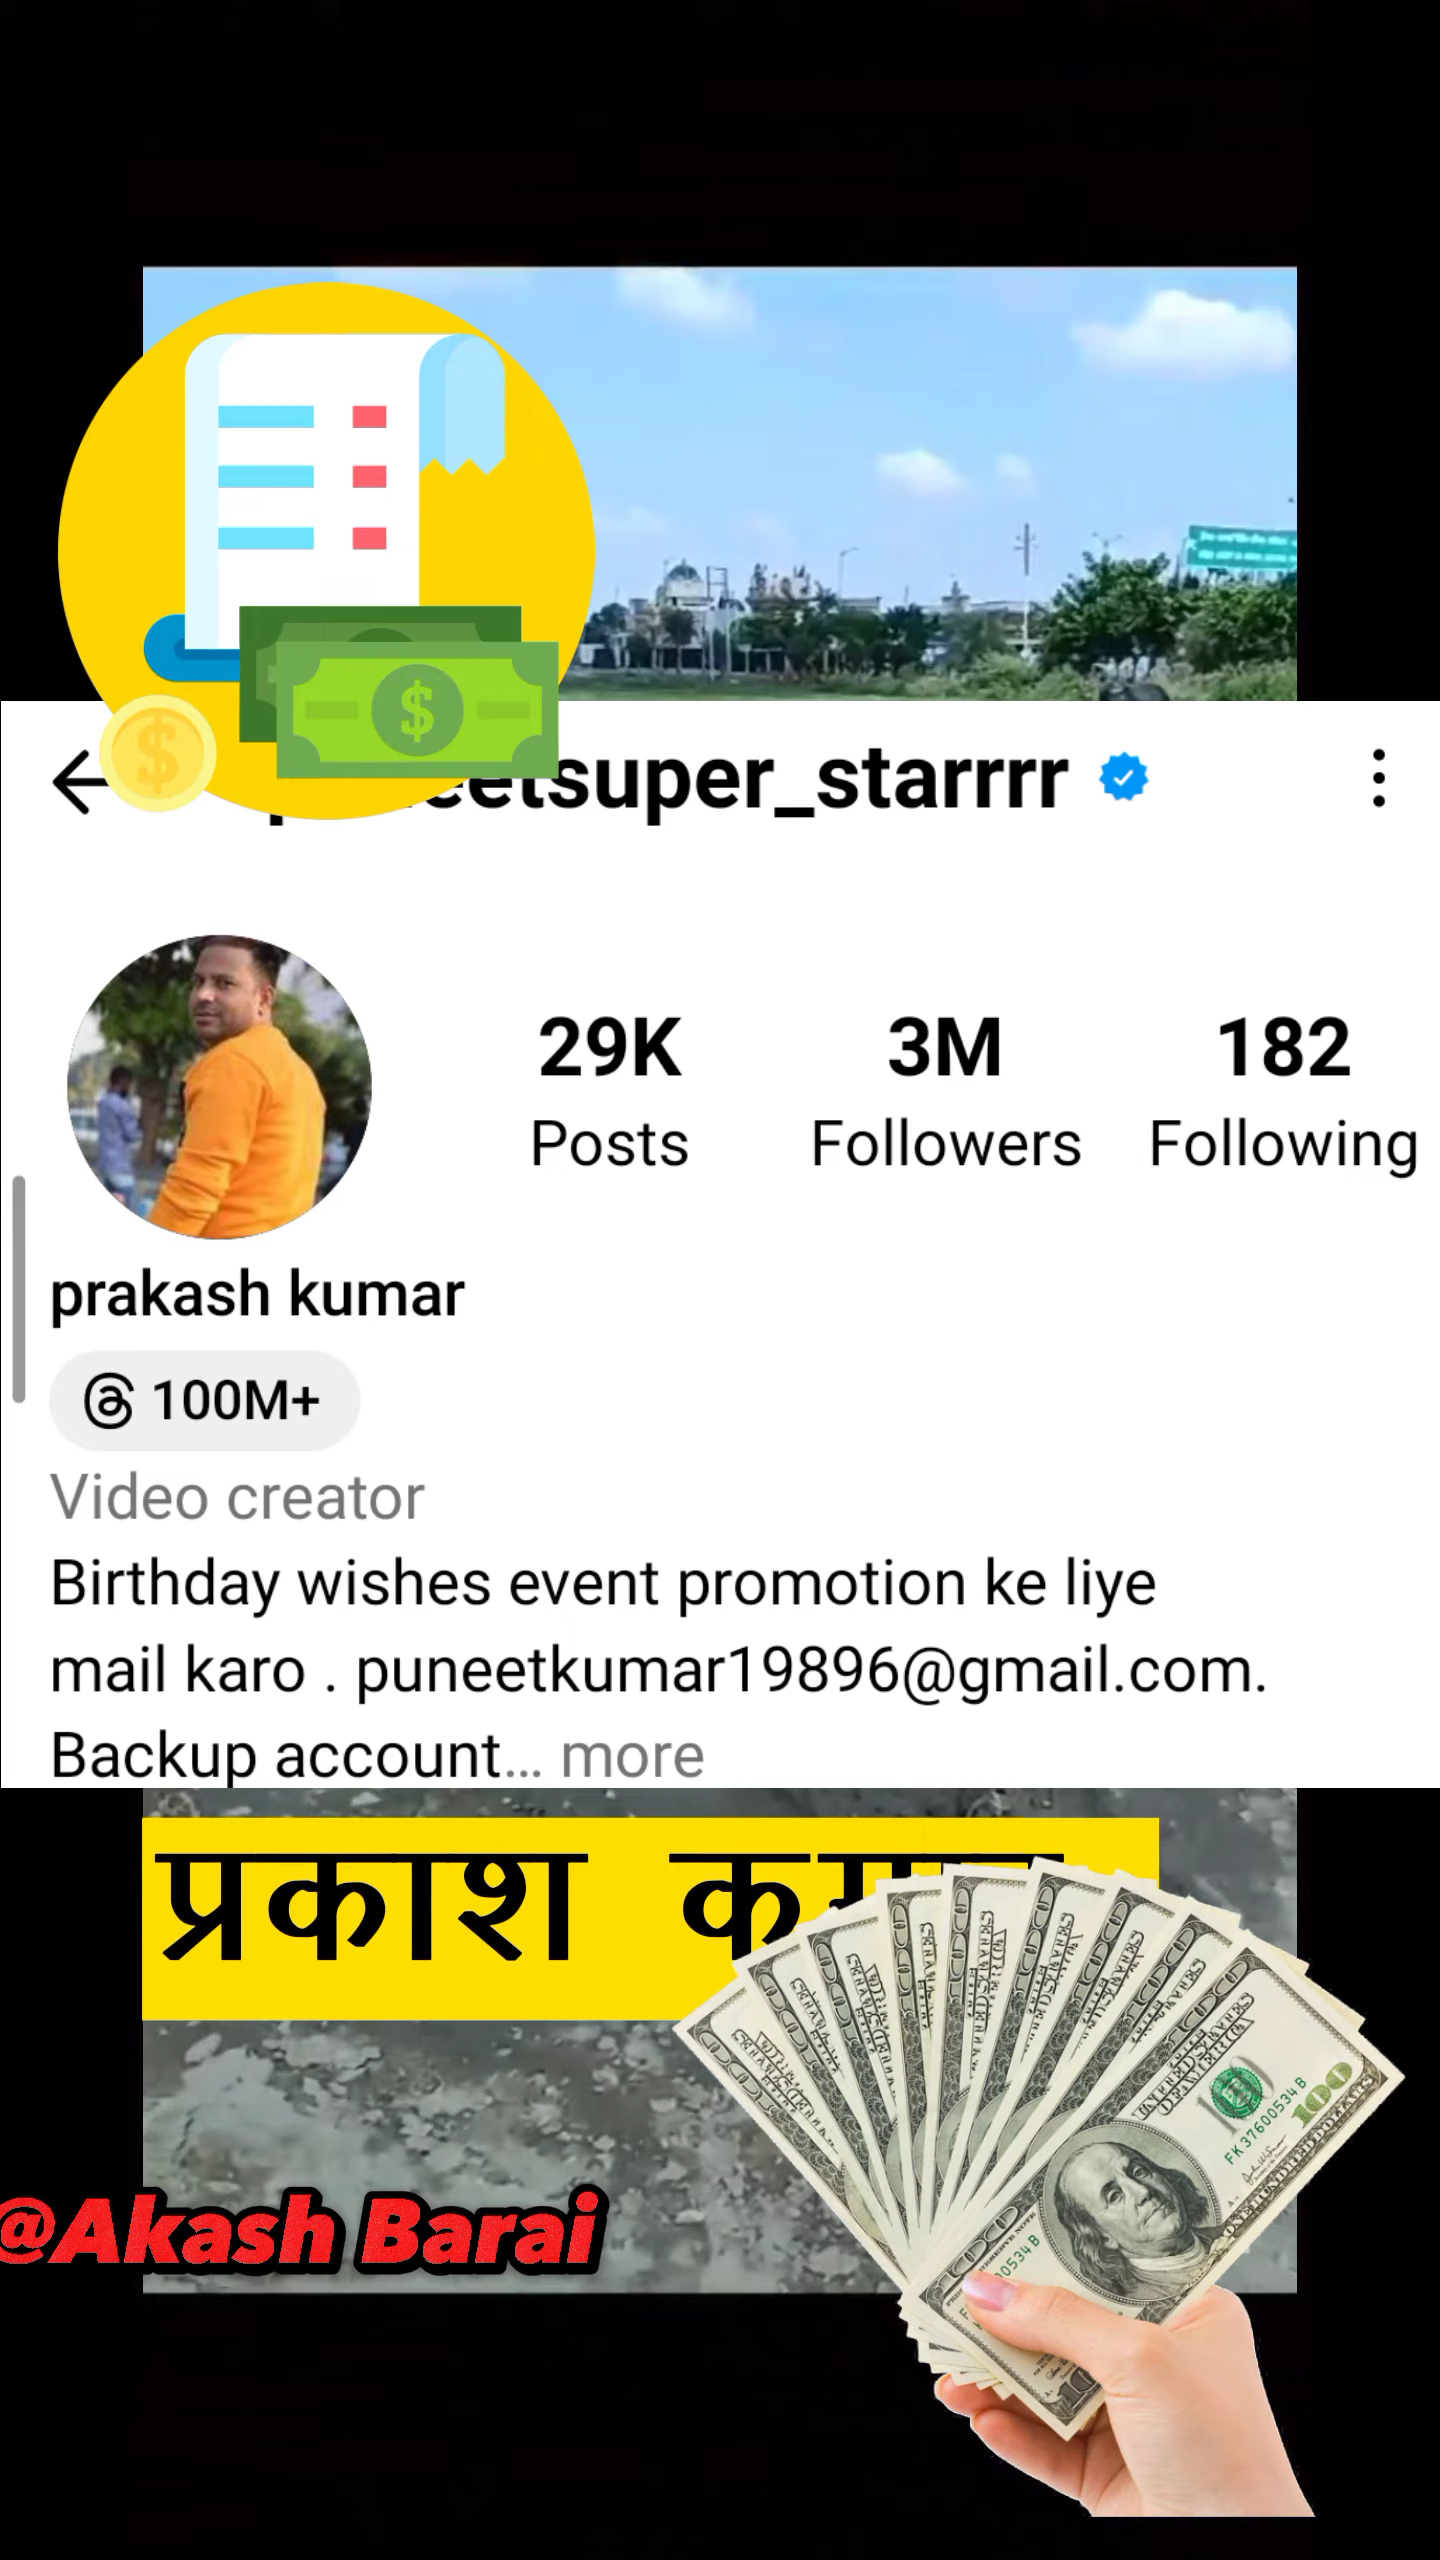 29K 3M 182
Posts Followers Following
prakash kumar
100M+
Video creator
Birthday wishes event promotion ke liye
mail karo . puneetkumar19896@gmail.com.
Backup account... more
प्रकाश
@Akash Barai